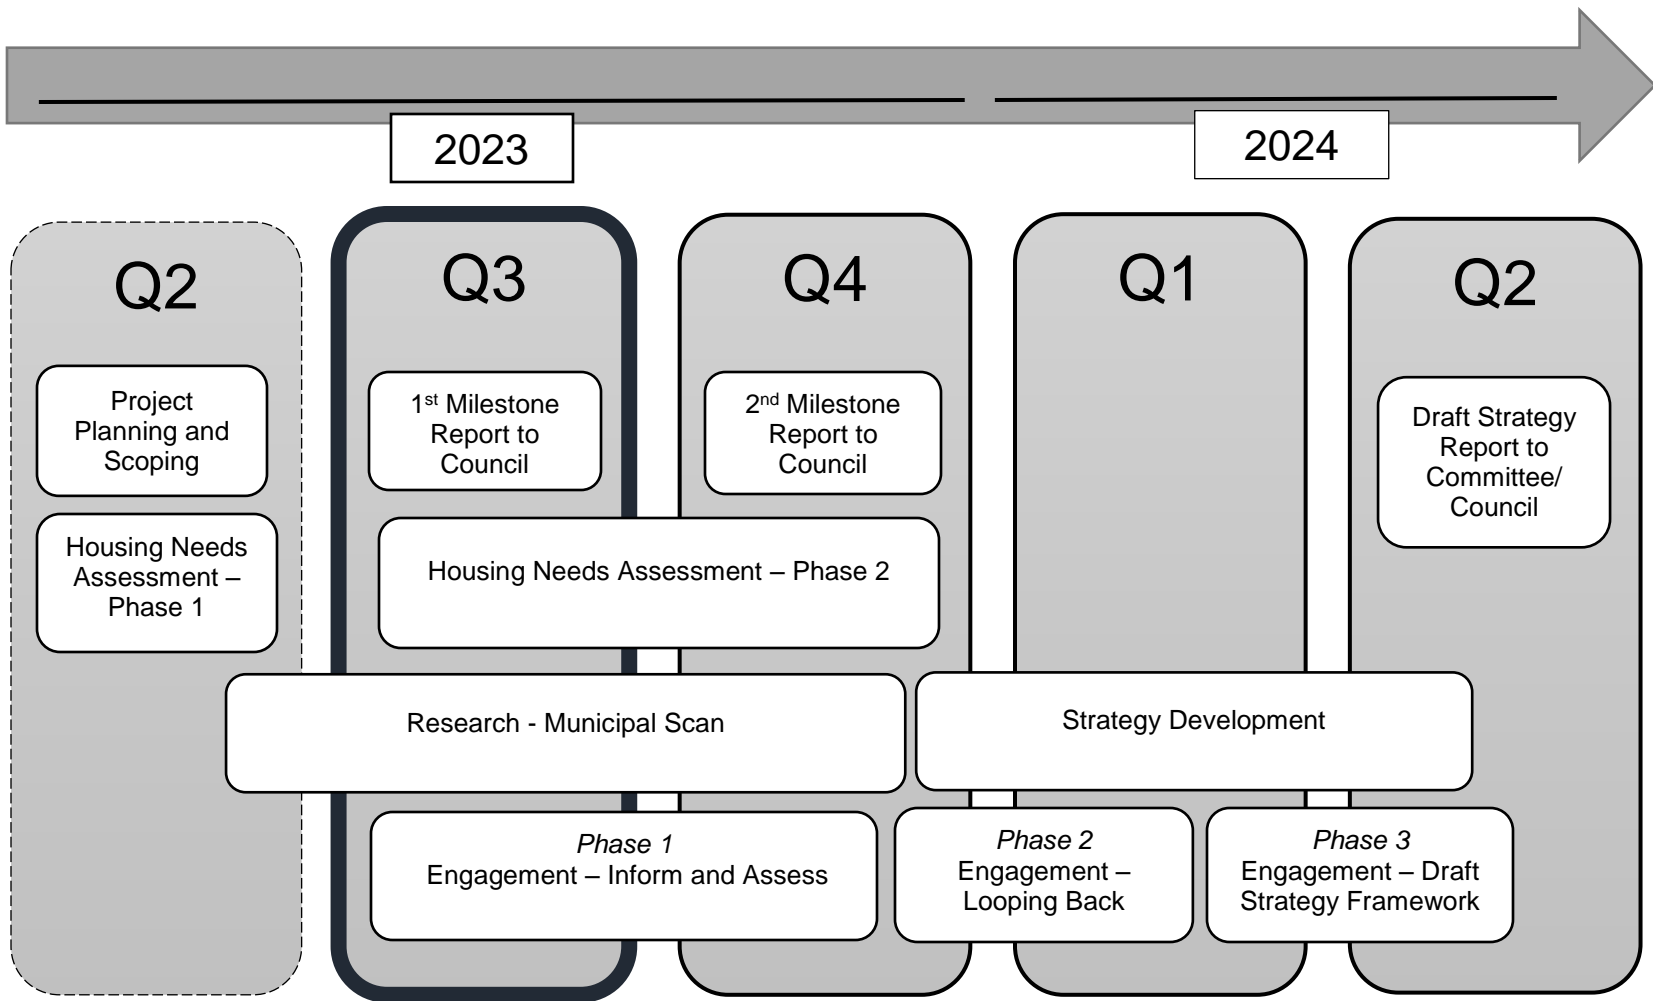 2023
2024
Q2
Q3
Q4
Q1
Q2
Project
Planning and
Scoping
1st Milestone
Report to
Council
2nd Milestone
Report to
Council
Draft Strategy
Report to
Committee/
Council
Housing Needs
Assessment –
Phase 1
Housing Needs Assessment – Phase 2
Research - Municipal Scan
Strategy Development
Phase 1
Engagement – Inform and Assess
Phase 2
Engagement –
Looping Back
Phase 3
Engagement – Draft
Strategy Framework